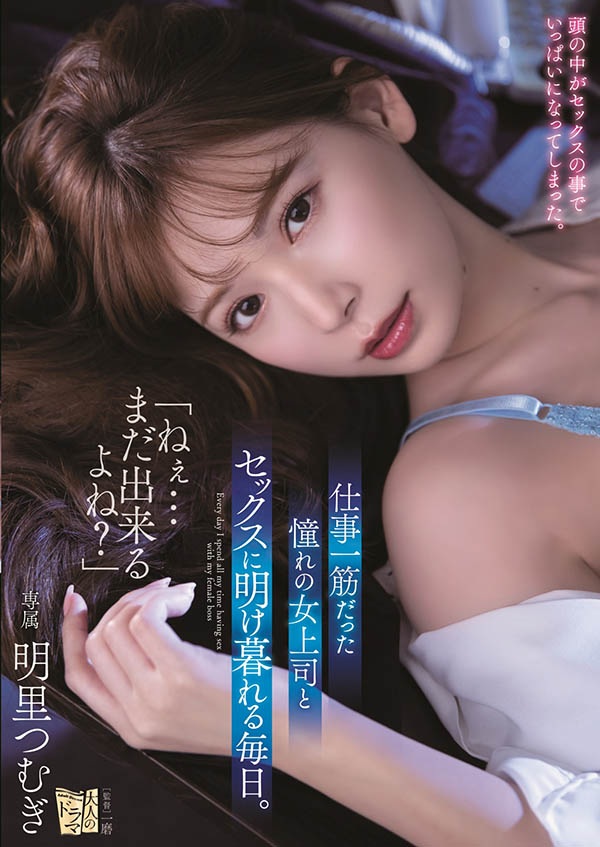 頭の中がセックスの事で
いっぱいになってしまった。
仕事一筋だった
憧れの女上司と
セックスに明け暮れる毎日。
Every day I spend all my time having sex
with my female boss
「ねぇ…
まだ出来る
よね?」
専属
明里つむぎ
大人の
ドラマ
[監督]一磨